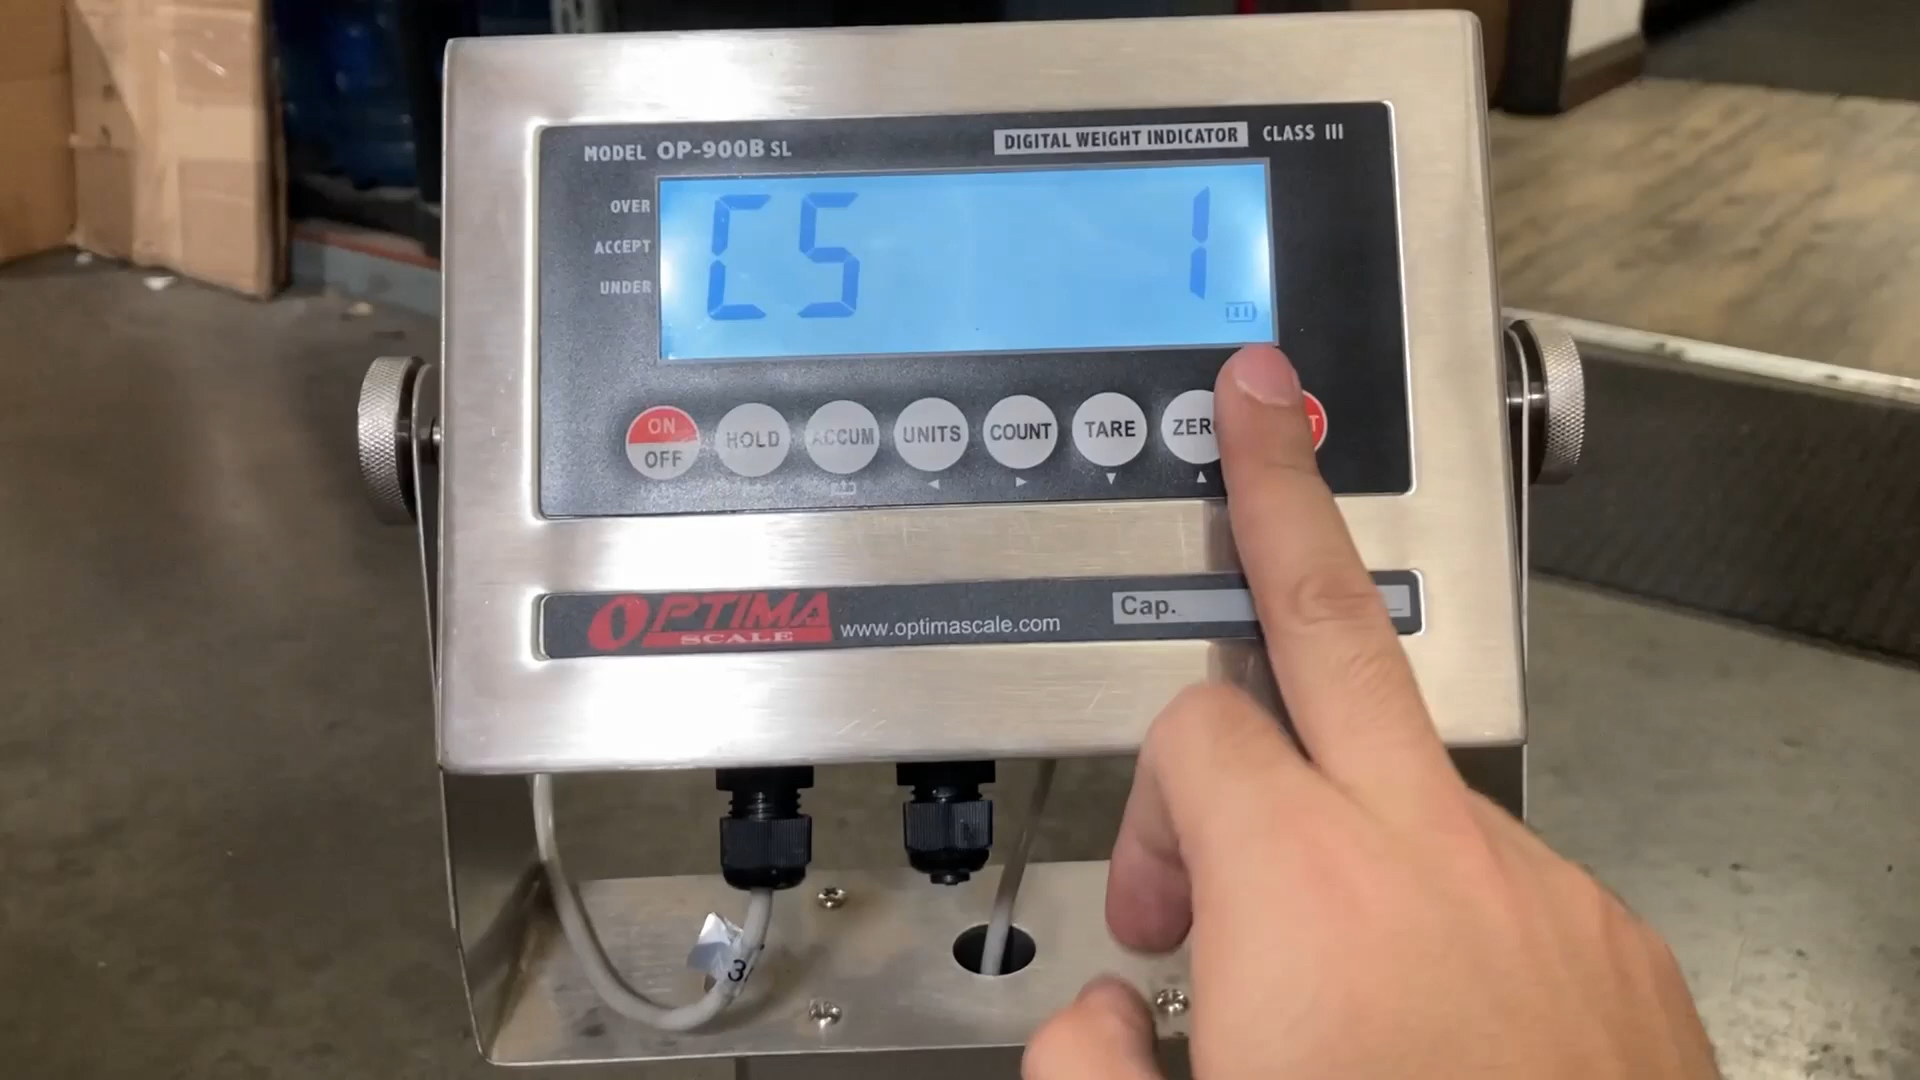 MODEL OP-900B SL
DIGITAL WEIGHT INDICATOR CLASS III
OVER
ACCEPT
UNDER
C5 1
ON
OFF
HOLD
ACCUM
UNITS
COUNT
TARE
OPTIMA
SCALE
www.optimascale.com
Cap.
3